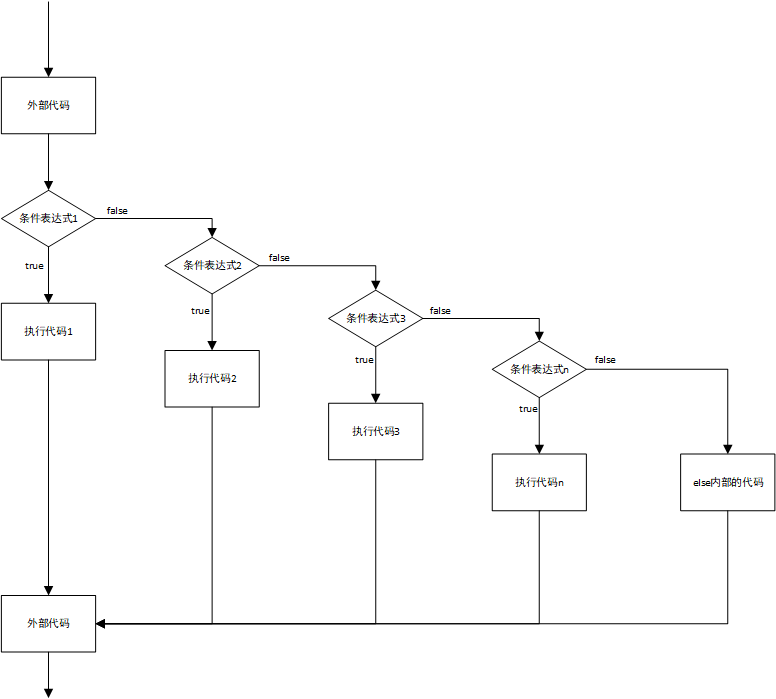 外部代码
条件表达式1
false
条件表达式2
false
true
条件表达式3
false
true
执行代码1
true
条件表达式n
false
执行代码2
true
执行代码3
执行代码n
else内部的代码
外部代码